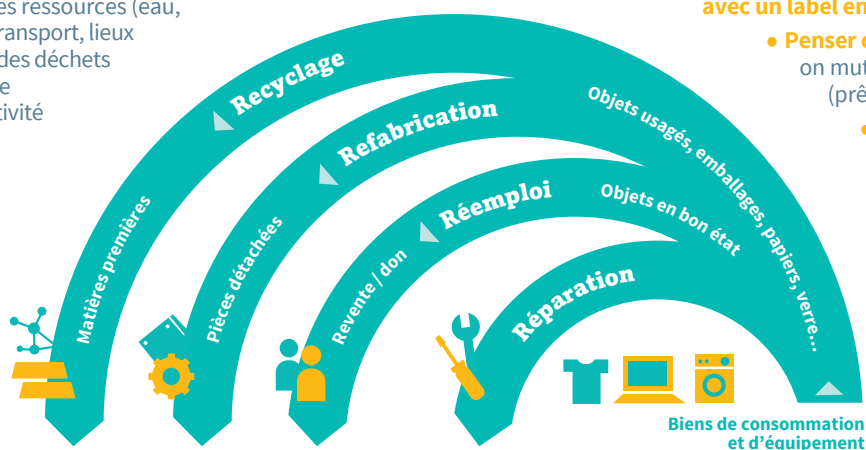 es ressources (eau,
ransport, lieux
des déchets
e
tivité
avec un label en
• Penser
on mut
(prê
•
Recyclage
Refabrication
Réemploi
Réparation
Objets usagés, emballages, papiers, verre...
Objets en bon état
Matières premières
Pièces détachées
Revente / don
Biens de consommation
et d'équipement